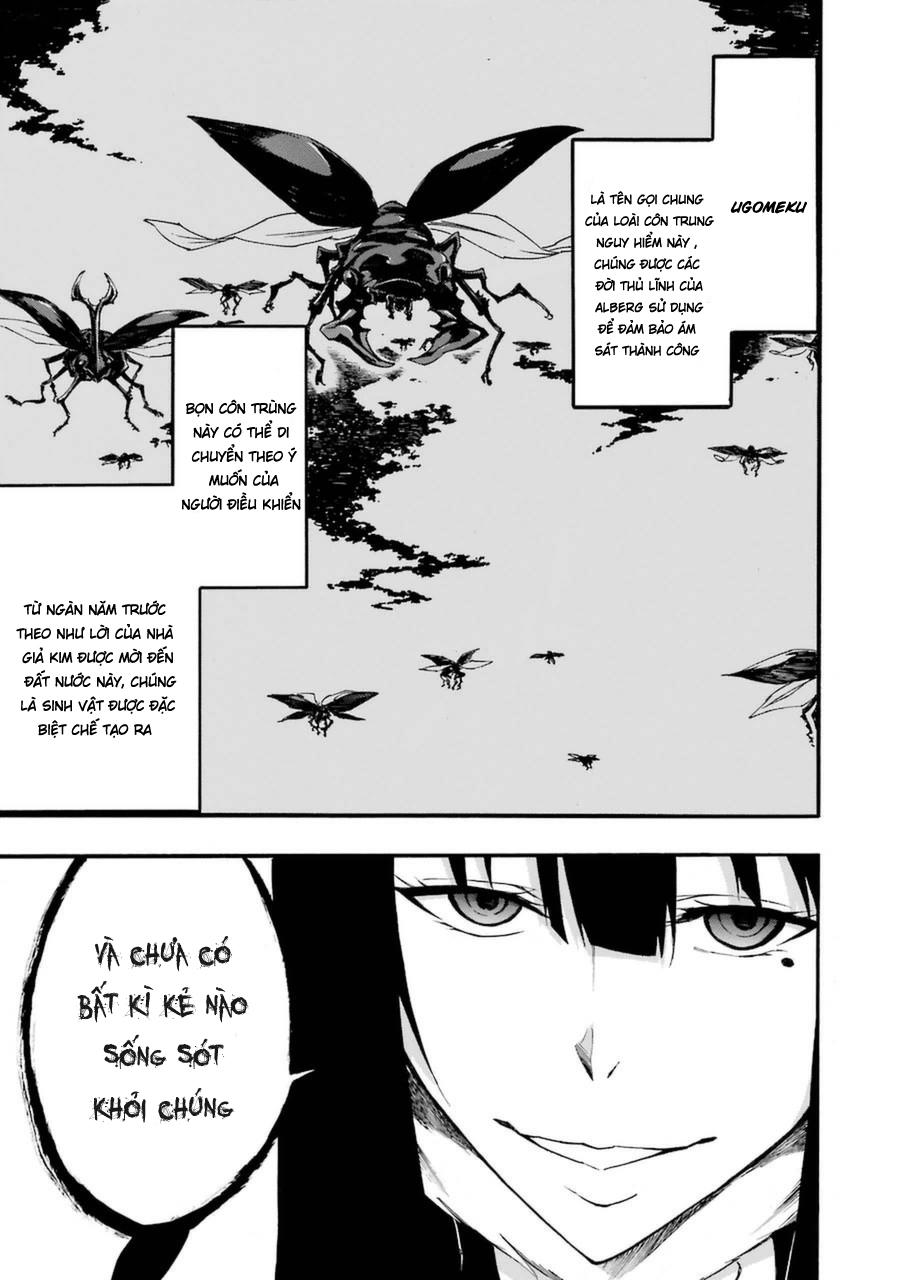 UGOMEKU
LÀ TÊN GỌI CHUNG
CỦA LOÀI CÔN TRUNG
NGUY HIỂM NÀY ,
CHÚNG ĐƯỢC CÁC
ĐỜI THỦ LĨNH CỦA
ALBERG SỬ DỤNG
ĐỂ ĐẢM BẢO ÁM
SÁT THÀNH CÔNG
BỌN CÔN TRÙNG
NÀY CÓ THỂ DI
CHUYỂN THEO Ý
MUỐN CỦA
NGƯỜI ĐIỀU KHIỂN
TỪ NGÀN NĂM TRƯỚC
THEO NHƯ LỜI CỦA NHÀ
GIẢ KIM ĐƯỢC MỜI ĐẾN
ĐẤT NƯỚC NÀY, CHÚNG
LÀ SINH VẬT ĐƯỢC ĐẶC
BIỆT CHẾ TẠO RA
VÀ CHƯA CÓ
BẤT KÌ KẺ NÀO
SỐNG SÓT
KHỎI CHÚNG